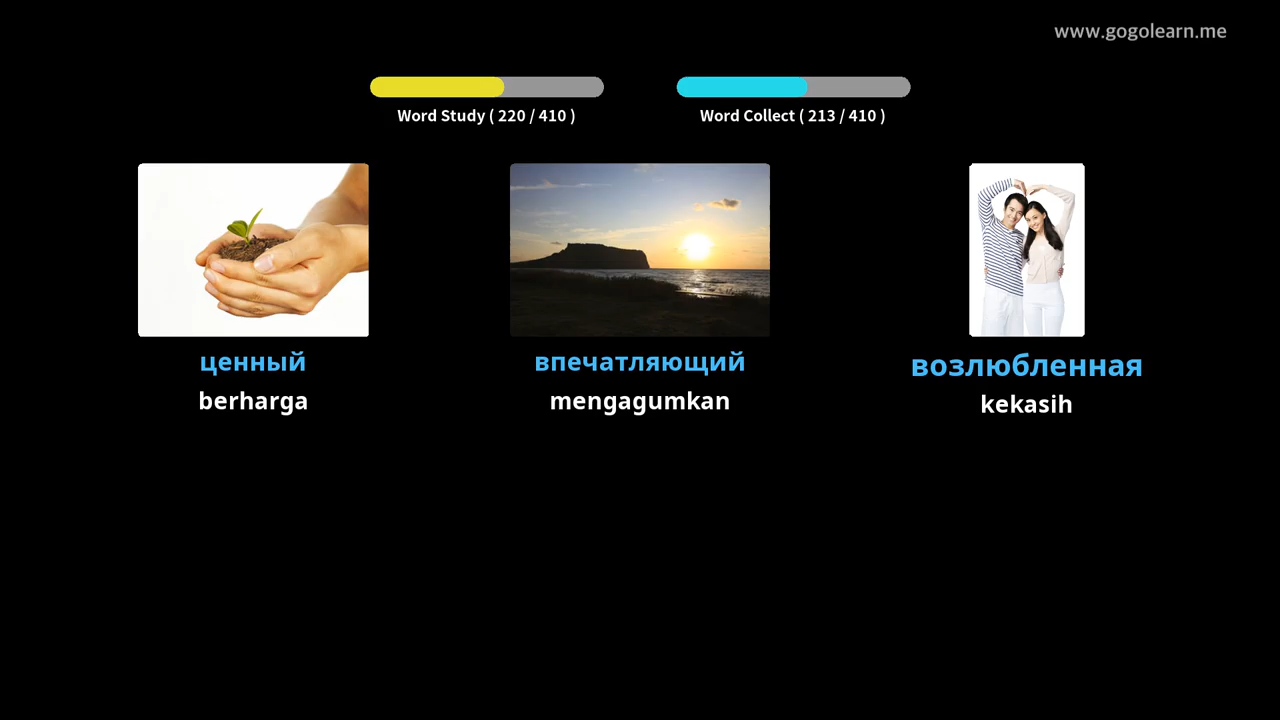 www.gogolearn.me
Word Study ( 220 / 410 )
Word Collect ( 213 / 410 )
ценный
berharga
впечатляющий
mengagumkan
возлюбленная
kekasih